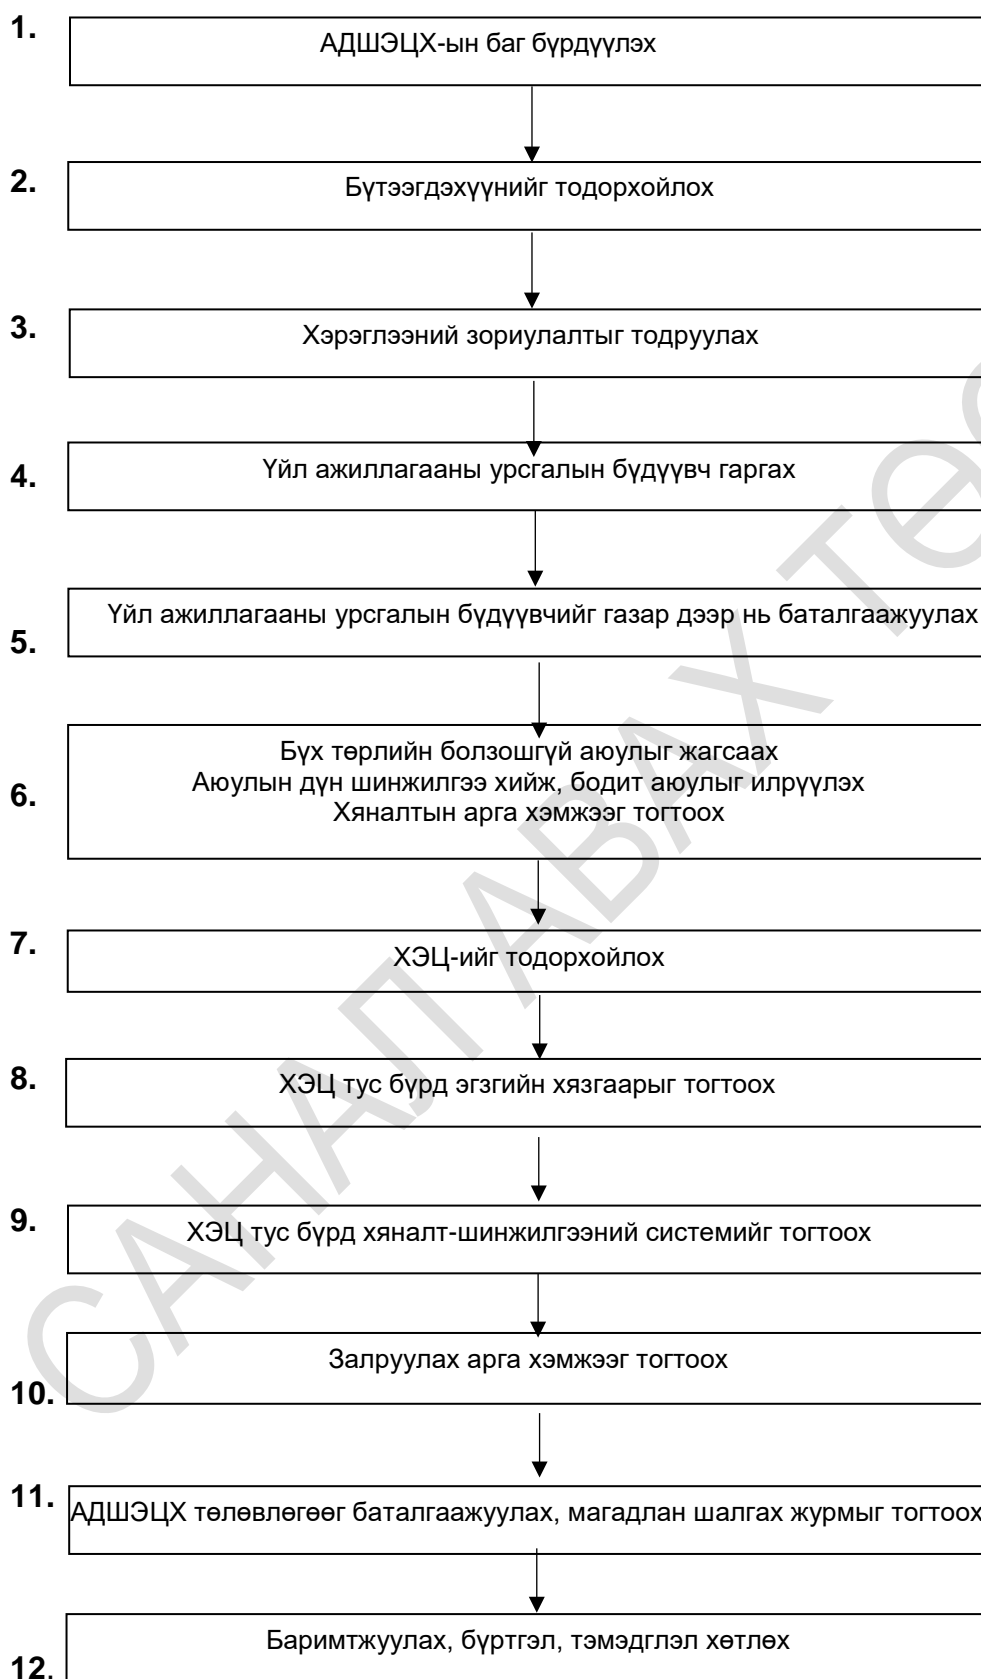 1.
АДШЭЦХ-ын баг бүрдүүлэх
2.
Бүтээгдэхүүнийг тодорхойлох
3.
Хэрэглээний зориулалтыг тодруулах
4.
Үйл ажиллагааны урсгалын бүдүүвч гаргах
Үйл ажиллагааны урсгалын бүдүүвчийг газар дээр нь баталгаажуулах
5.
Бүх төрлийн болзошгүй аюулыг жагсаах
Аюулын дүн шинжилгээ хийж, бодит аюулыг илрүүлэх
6.
Хяналтын арга хэмжээг тогтоох
7.
ХЭЦ-ийг тодорхойлох
8.
ХЭЦ тус бүрд эгзгийн хязгаарыг тогтоох
9.
ХЭЦ тус бүрд хяналт-шинжилгээний системийг тогтоох
Залруулах арга хэмжээг тогтоох
10.
11.
АДШЭЦХ төлөвлөгөөг баталгаажуулах, магадлан шалгах журмыг тогтоох
Баримтжуулах, бүртгэл, тэмдэглэл хөтлөх
12.
САНАЛ АВАХ ТӨС